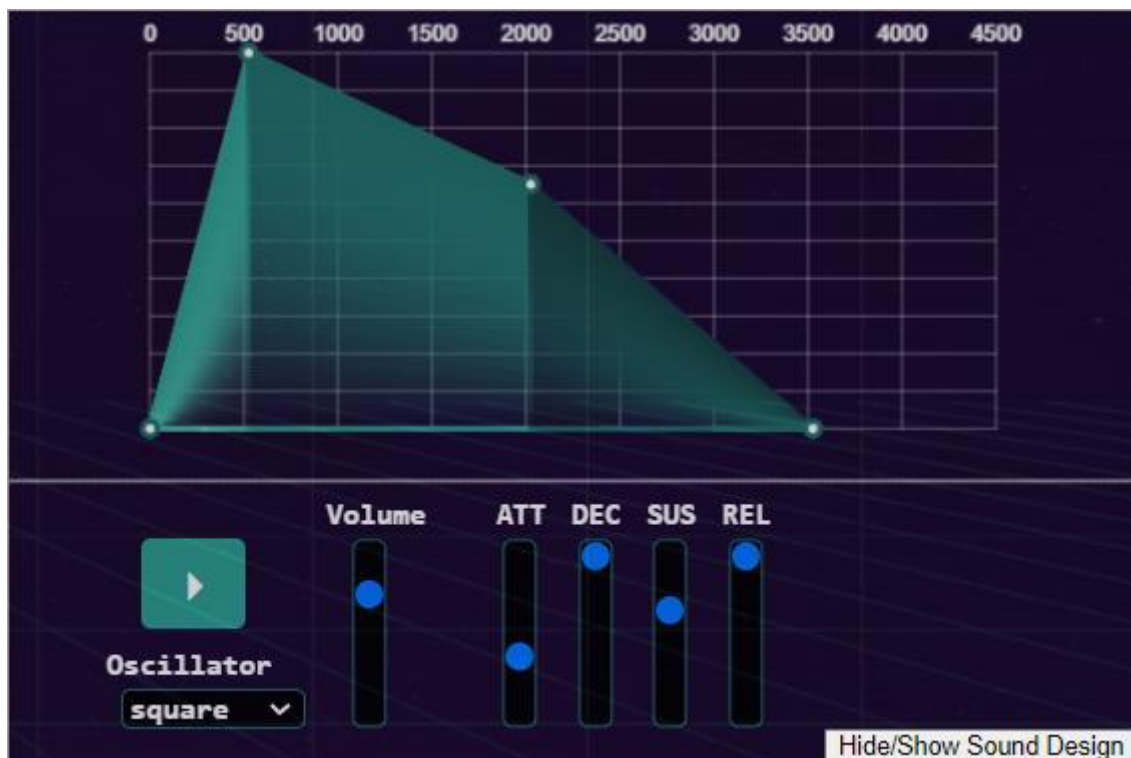 0 500 1000 1500 2000 2500 3000 3500 4000 4500
Volume ATT DEC SUS REL
Oscillator
square
Hide/Show Sound Design